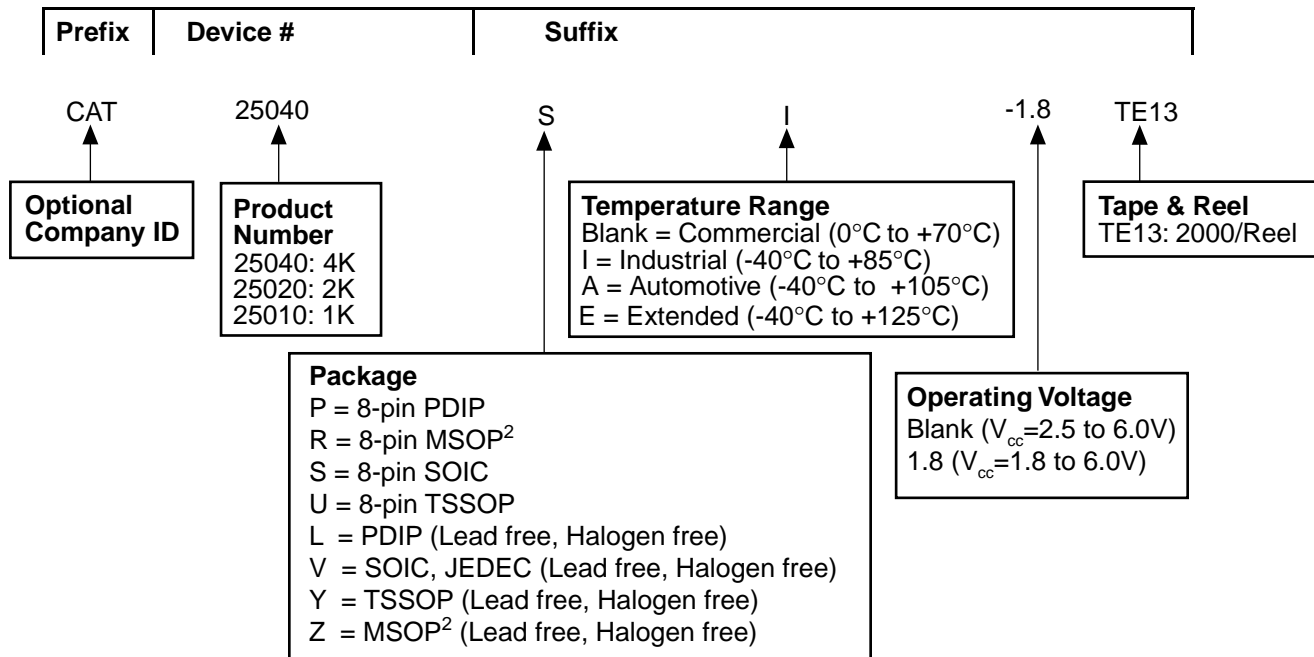 Prefix Device # Suffix
CAT 25040 S I -1.8 TE13
Optional
Company ID
Product
Number
25040: 4K
25020: 2K
25010: 1K
Temperature Range
Blank = Commercial (0°C to +70°C)
I = Industrial (-40°C to +85°C)
A = Automotive (-40°C to +105°C)
E = Extended (-40°C to +125°C)
Tape & Reel
TE13: 2000/Reel
Package
P = 8-pin PDIP
R = 8-pin MSOP²
S = 8-pin SOIC
U = 8-pin TSSOP
L = PDIP (Lead free, Halogen free)
V = SOIC, JEDEC (Lead free, Halogen free)
Y = TSSOP (Lead free, Halogen free)
Z = MSOP² (Lead free, Halogen free)
Operating Voltage
Blank (Vcc=2.5 to 6.0V)
1.8 (Vcc=1.8 to 6.0V)